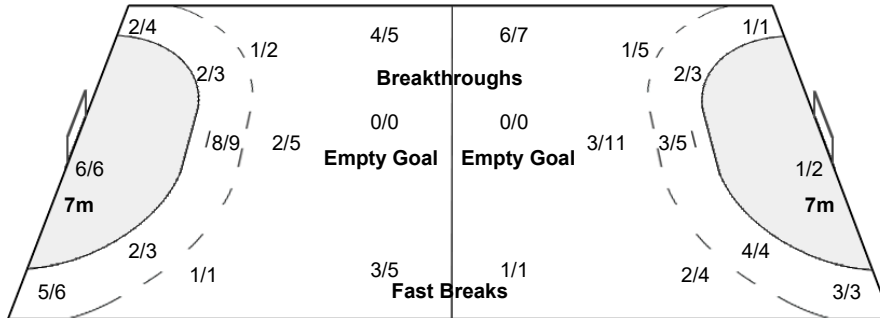 2/4 4/5 6/7 1/1
1/2 1/5
2/3 Breakthroughs 2/3
0/0 0/0
8/9 2/5 3/11 3/5
Empty Goal Empty Goal
6/6 1/2
7m 7m
2/3 4/4
1/1 3/5 1/1 2/4
5/6 Fast Breaks 3/3